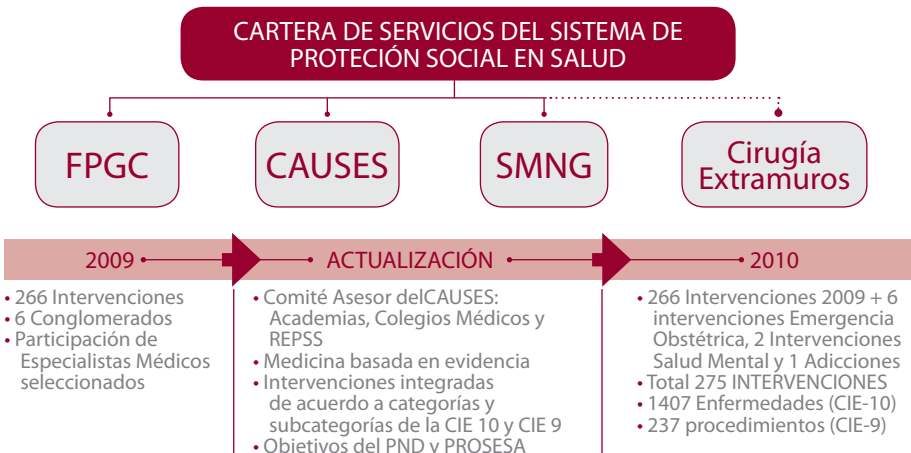 CARTERA DE SERVICIOS DEL SISTEMA DE
PROTECIÓN SOCIAL EN SALUD
FPGC
CAUSES
SMNG
Cirugía
Extramuros
2009
ACTUALIZACIÓN
2010
• 266 Intervenciones
• 6 Conglomerados
• Participación de
Especialistas Médicos
seleccionados
• Comité Asesor delCAUSES:
Academias, Colegios Médicos y
REPSS
• Medicina basada en evidencia
• Intervenciones integradas
de acuerdo a categorías y
subcategorías de la CIE 10 y CIE 9
• Objetivos del PND y PROSESA
• 266 Intervenciones 2009 + 6
intervenciones Emergencia
Obstétrica, 2 Intervenciones
Salud Mental y 1 Adicciones
• Total 275 INTERVENCIONES
• 1407 Enfermedades (CIE-10)
• 237 procedimientos (CIE-9)